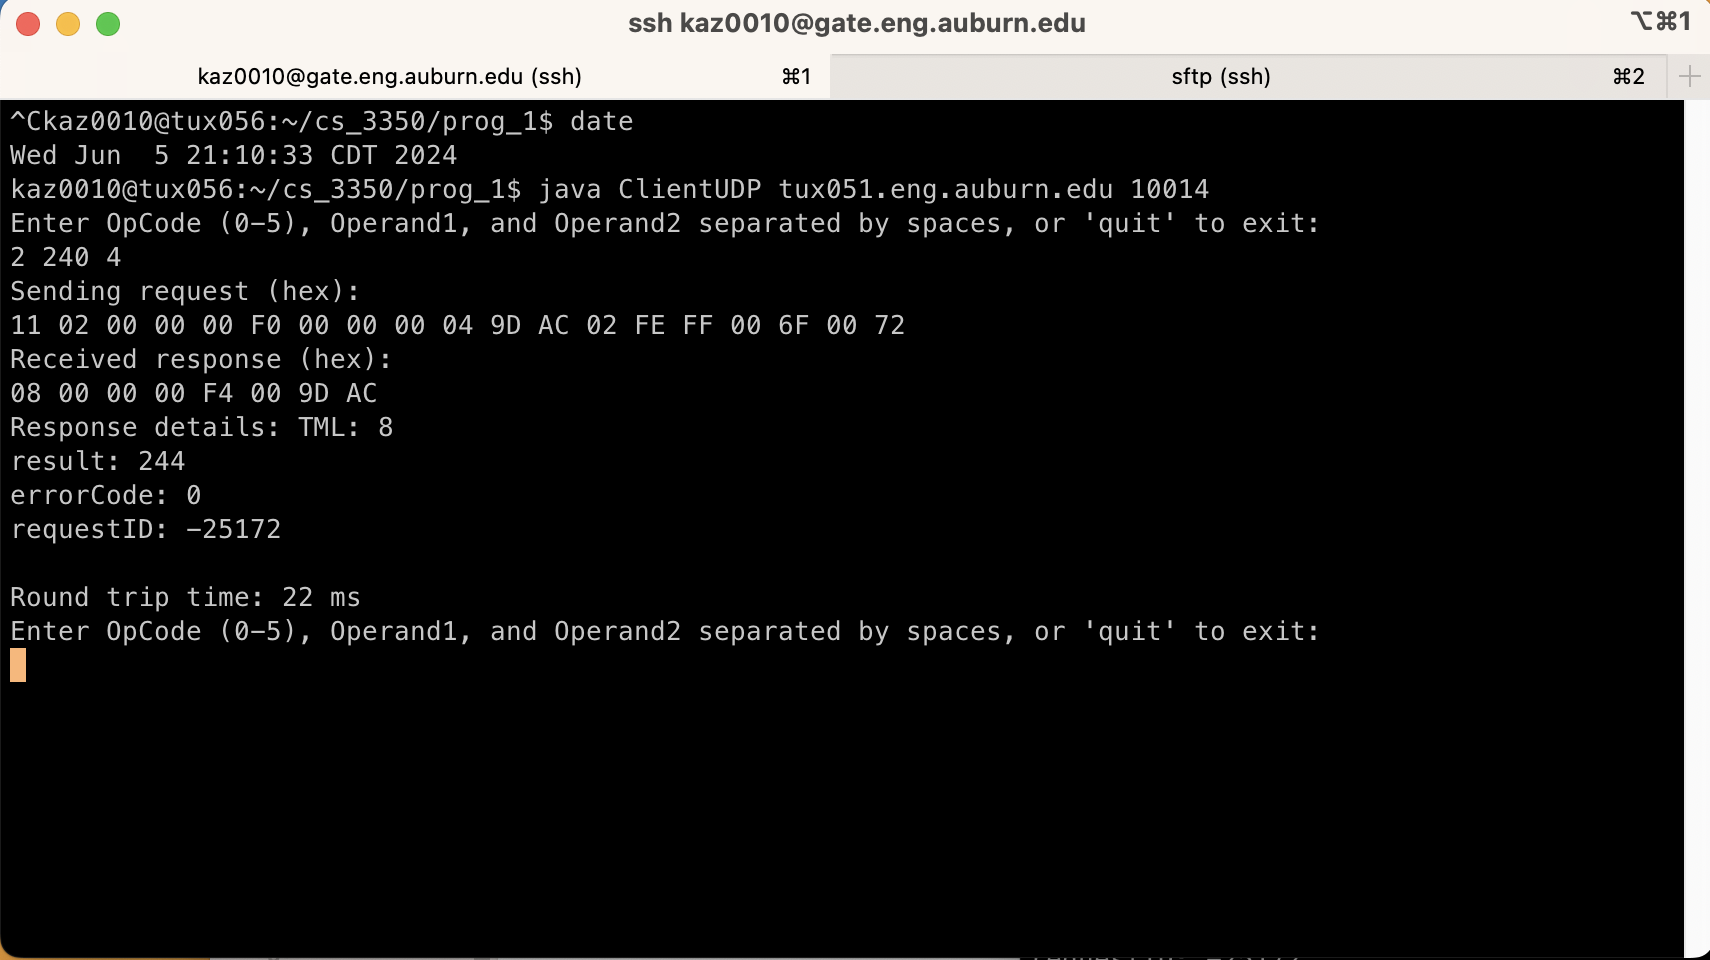 ssh kaz0010@gate.eng.auburn.edu
⌥⌘1
kaz0010@gate.eng.auburn.edu (ssh) ⌘1
sftp (ssh) ⌘2
^Ckaz0010@tux056:~/cs_3350/prog_1$ date
Wed Jun  5 21:10:33 CDT 2024
kaz0010@tux056:~/cs_3350/prog_1$ java ClientUDP tux051.eng.auburn.edu 10014
Enter OpCode (0-5), Operand1, and Operand2 separated by spaces, or 'quit' to exit:
2 240 4
Sending request (hex):
11 02 00 00 00 F0 00 00 00 04 9D AC 02 FE FF 00 6F 00 72
Received response (hex):
08 00 00 00 F4 00 9D AC
Response details: TML: 8
result: 244
errorCode: 0
requestID: -25172
Round trip time: 22 ms
Enter OpCode (0-5), Operand1, and Operand2 separated by spaces, or 'quit' to exit: